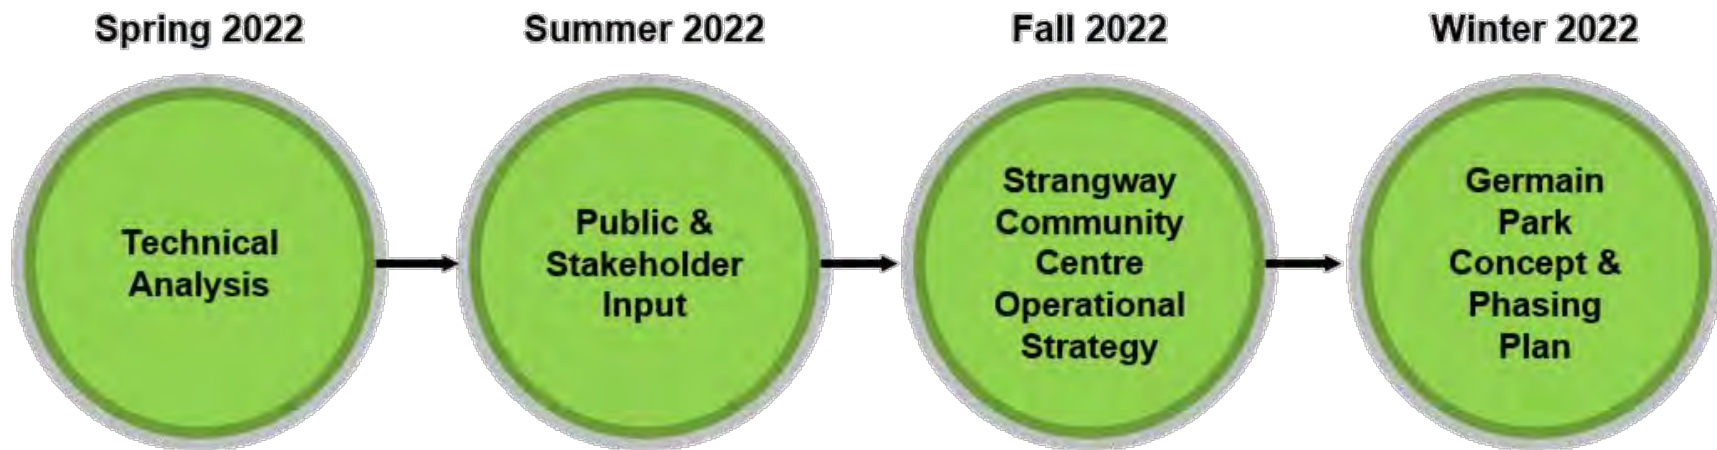 Spring 2022
Summer 2022
Fall 2022
Winter 2022
Technical
Analysis
Public &
Stakeholder
Input
Strangway
Community
Centre
Operational
Strategy
Germain
Park
Concept &
Phasing
Plan